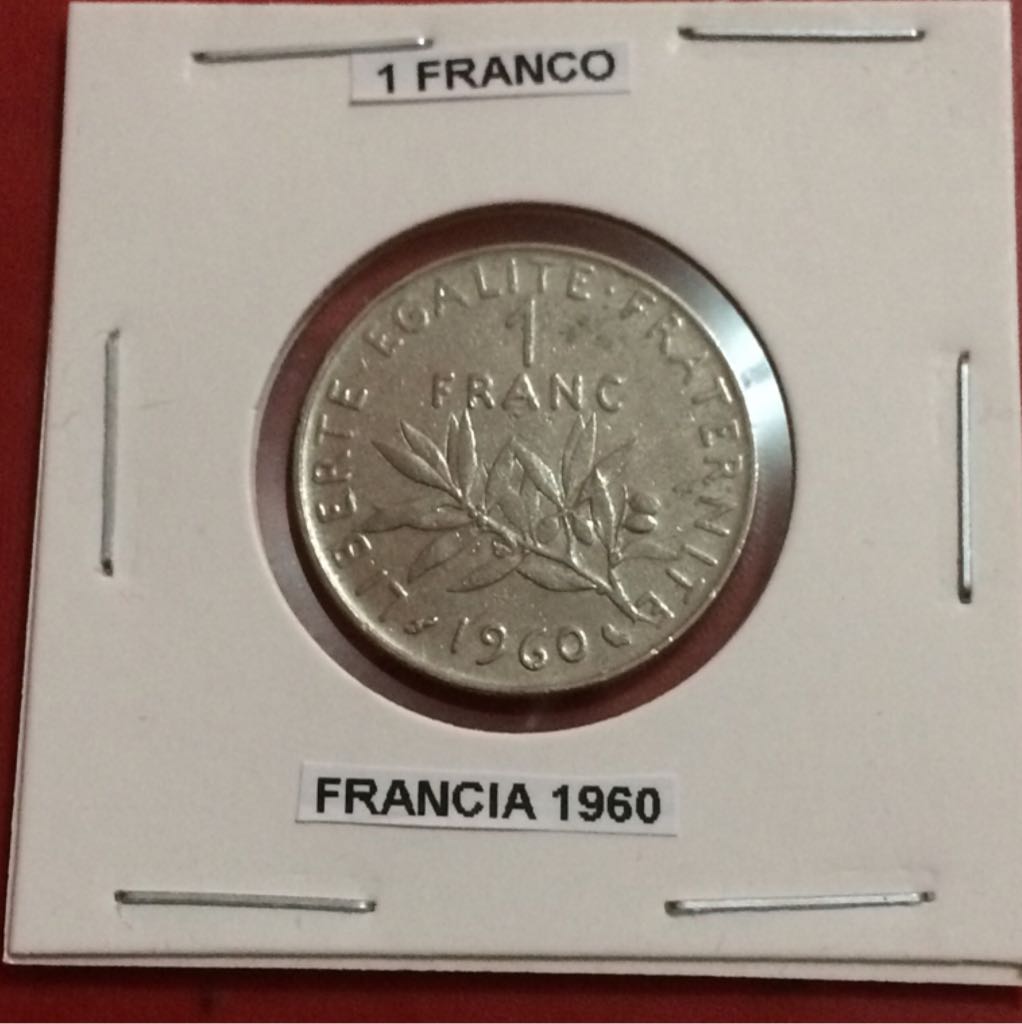 1 FRANCO
LIBERTE · EGALITE · FRATERNITE
1
FRANC
1960
FRANCIA 1960